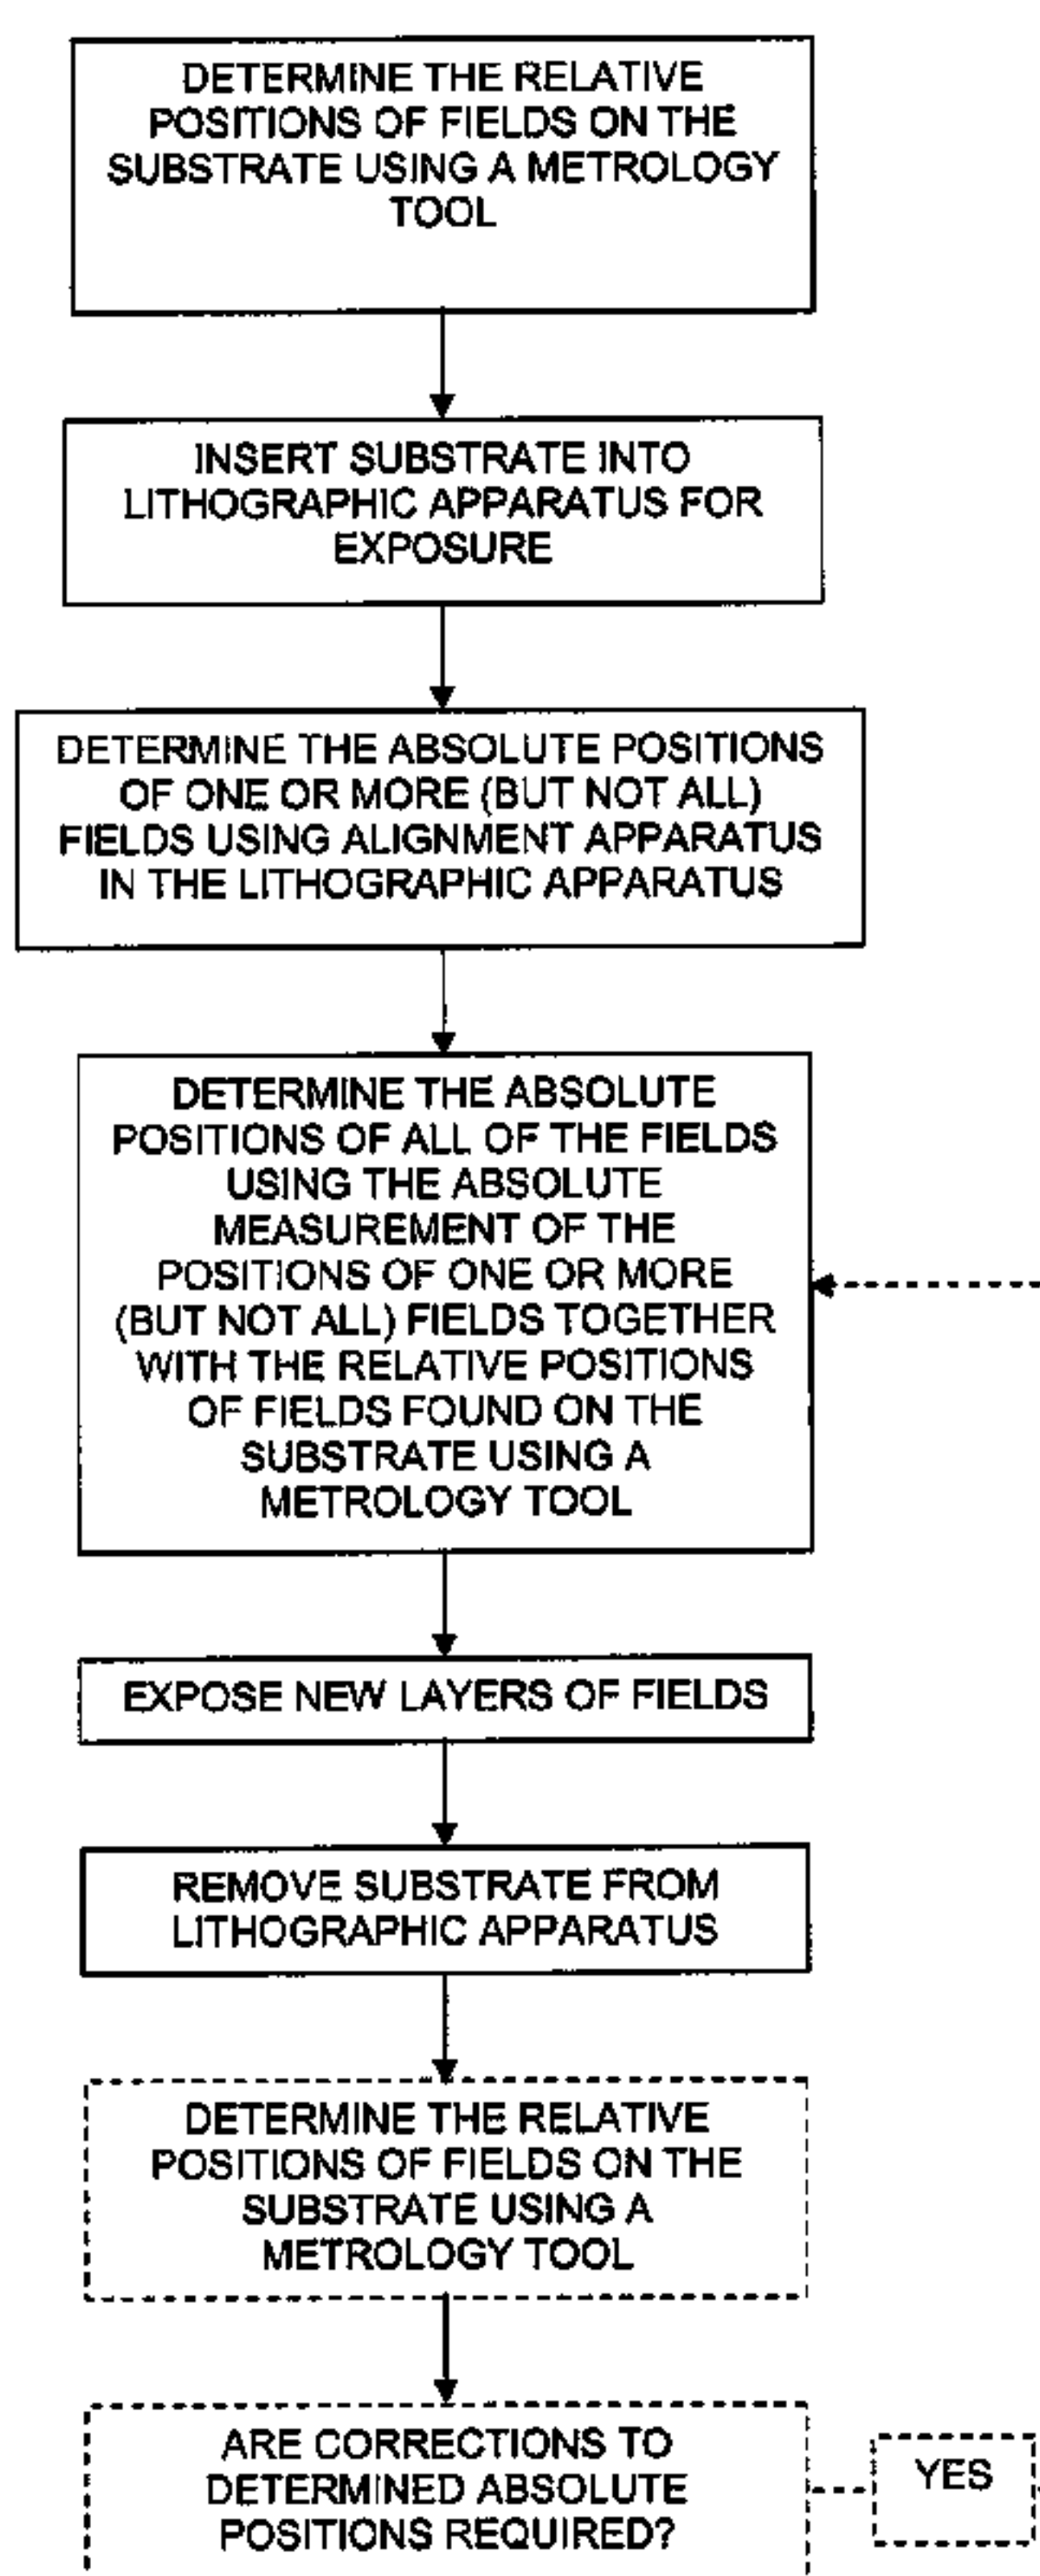 DETERMINE THE RELATIVE
POSITIONS OF FIELDS ON THE
SUBSTRATE USING A METROLOGY
TOOL
INSERT SUBSTRATE INTO
LITHOGRAPHIC APPARATUS FOR
EXPOSURE
DETERMINE THE ABSOLUTE POSITIONS
OF ONE OR MORE (BUT NOT ALL)
FIELDS USING ALIGNMENT APPARATUS
IN THE LITHOGRAPHIC APPARATUS
DETERMINE THE ABSOLUTE
POSITIONS OF ALL OF THE FIELDS
USING THE ABSOLUTE
MEASUREMENT OF THE
POSITIONS OF ONE OR MORE
(BUT NOT ALL) FIELDS TOGETHER
WITH THE RELATIVE POSITIONS
OF FIELDS FOUND ON THE
SUBSTRATE USING A
METROLOGY TOOL
EXPOSE NEW LAYERS OF FIELDS
REMOVE SUBSTRATE FROM
LITHOGRAPHIC APPARATUS
DETERMINE THE RELATIVE
POSITIONS OF FIELDS ON THE
SUBSTRATE USING A
METROLOGY TOOL
ARE CORRECTIONS TO
DETERMINED ABSOLUTE
POSITIONS REQUIRED?
YES